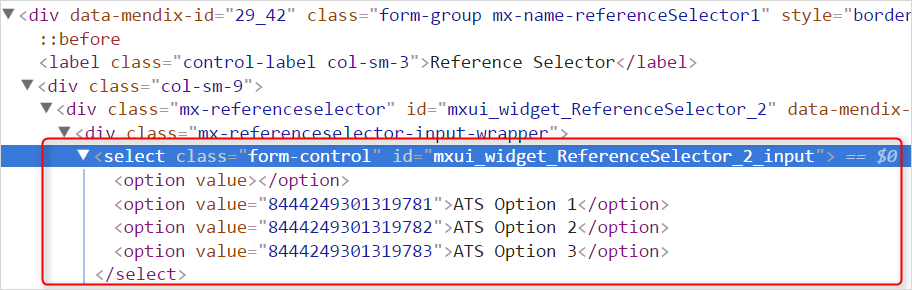 ▼<div data-mendix-id="29_42" class="form-group mx-name-referenceSelector1" style="border
::before
<label class="control-label col-sm-3">Reference Selector</label>
▼<div class="col-sm-9">
▼<div class="mx-referenceselector" id="mxui_widget_ReferenceSelector_2" data-mendix-
▼<div class="mx-referenceselector-input-wrapper">
▼<select class="form-control" id="mxui_widget_ReferenceSelector_2_input"> == $0
<option value></option>
<option value="8444249301319781">ATS Option 1</option>
<option value="8444249301319782">ATS Option 2</option>
<option value="8444249301319783">ATS Option 3</option>
</select>